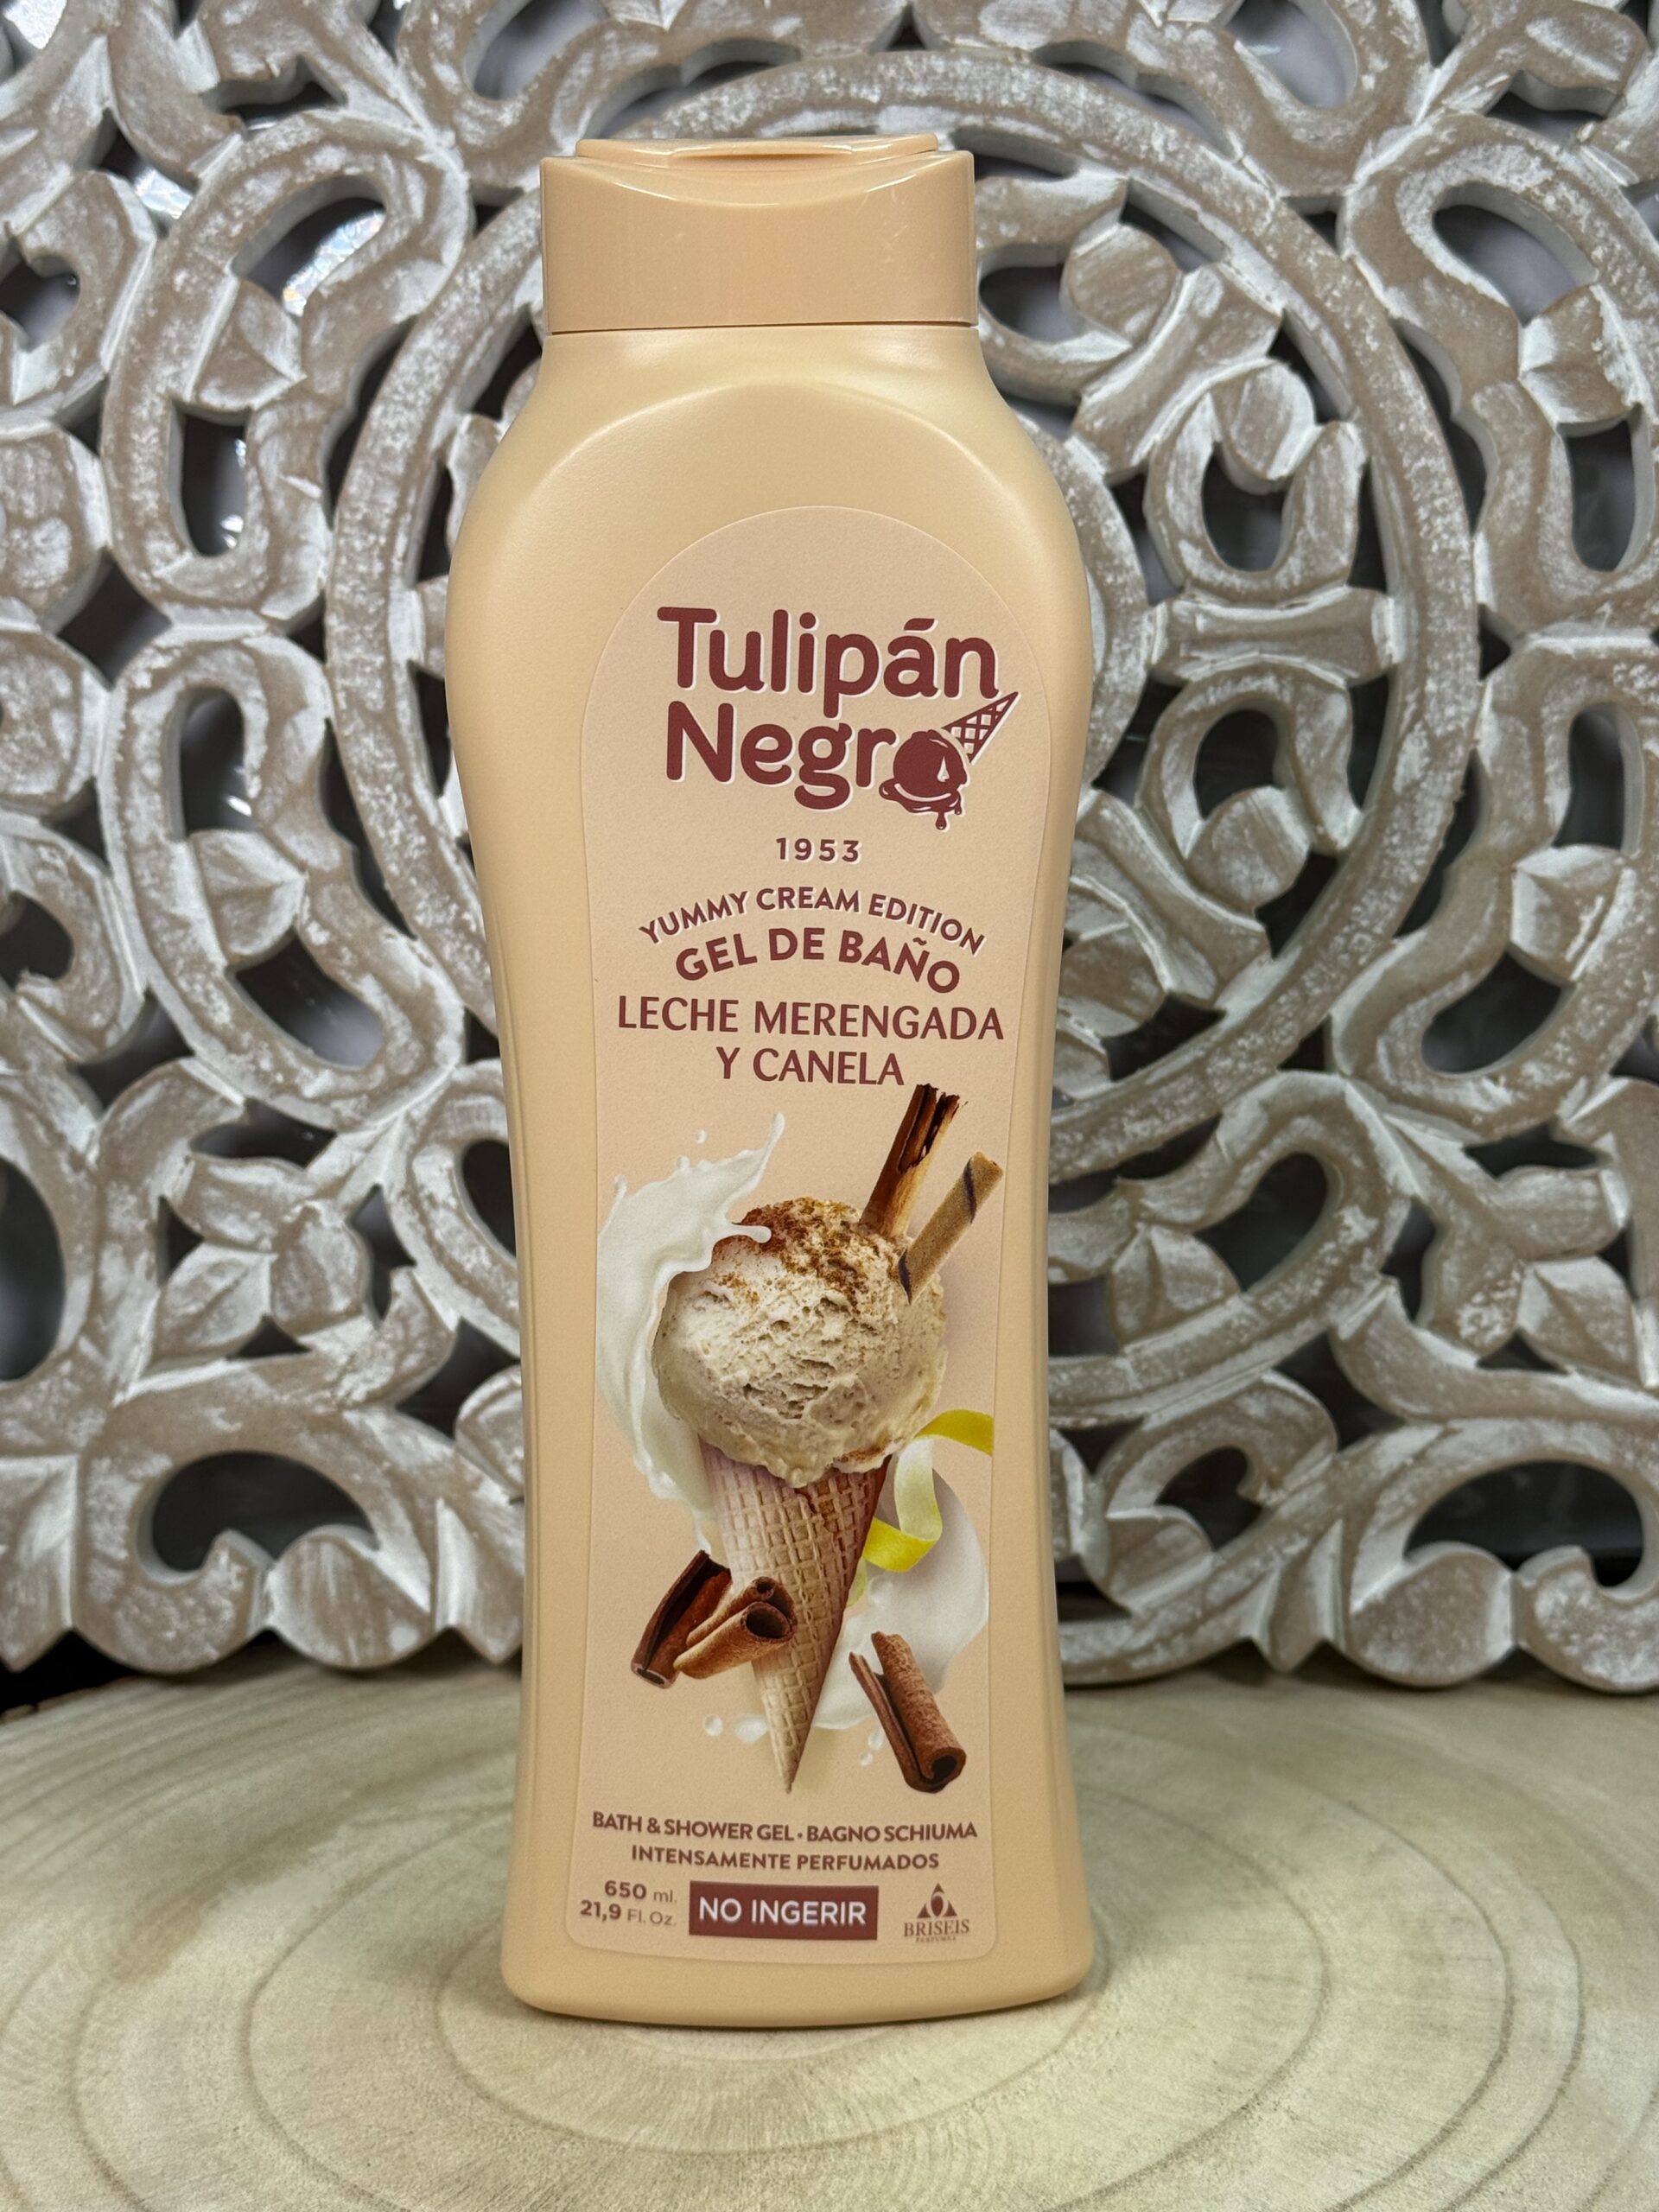 Tulipán
Negro
1953
YUMMY CREAM EDITION
GEL DE BAÑO
LECHE MERENGADA
Y CANELA
BATH & SHOWER GEL • BAGNO SCHIUMA
INTENSAMENTE PERFUMADOS
650 ml.
21,9 Fl. Oz.
NO INGERIR
BRISEIS
PARFUMS